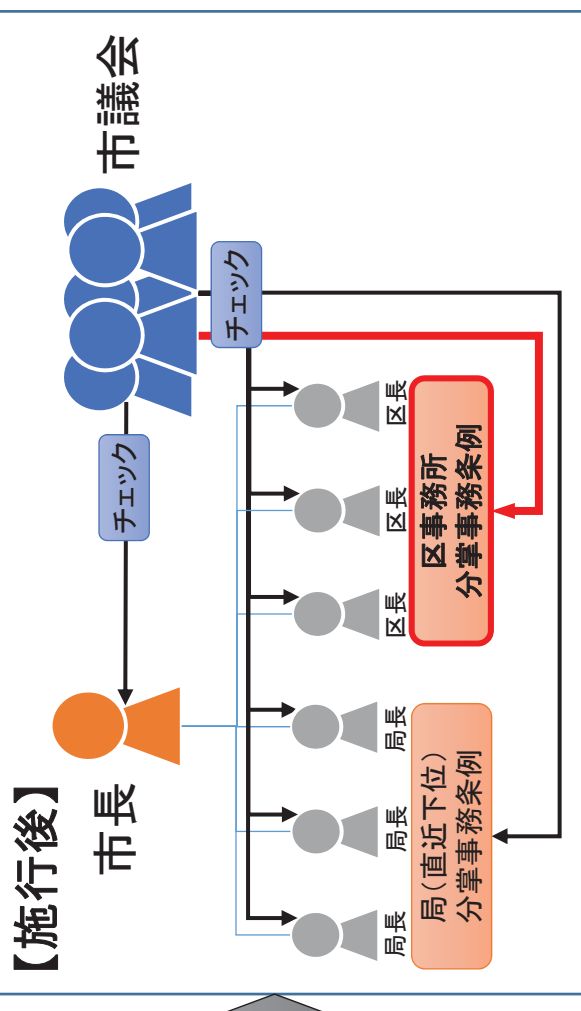 【施行後】
市長
市議会
チェック
チェック
局長
局長
局長
区長
区長
区長
局(直近下位)
分掌事務条例
区事務所
分掌事務条例